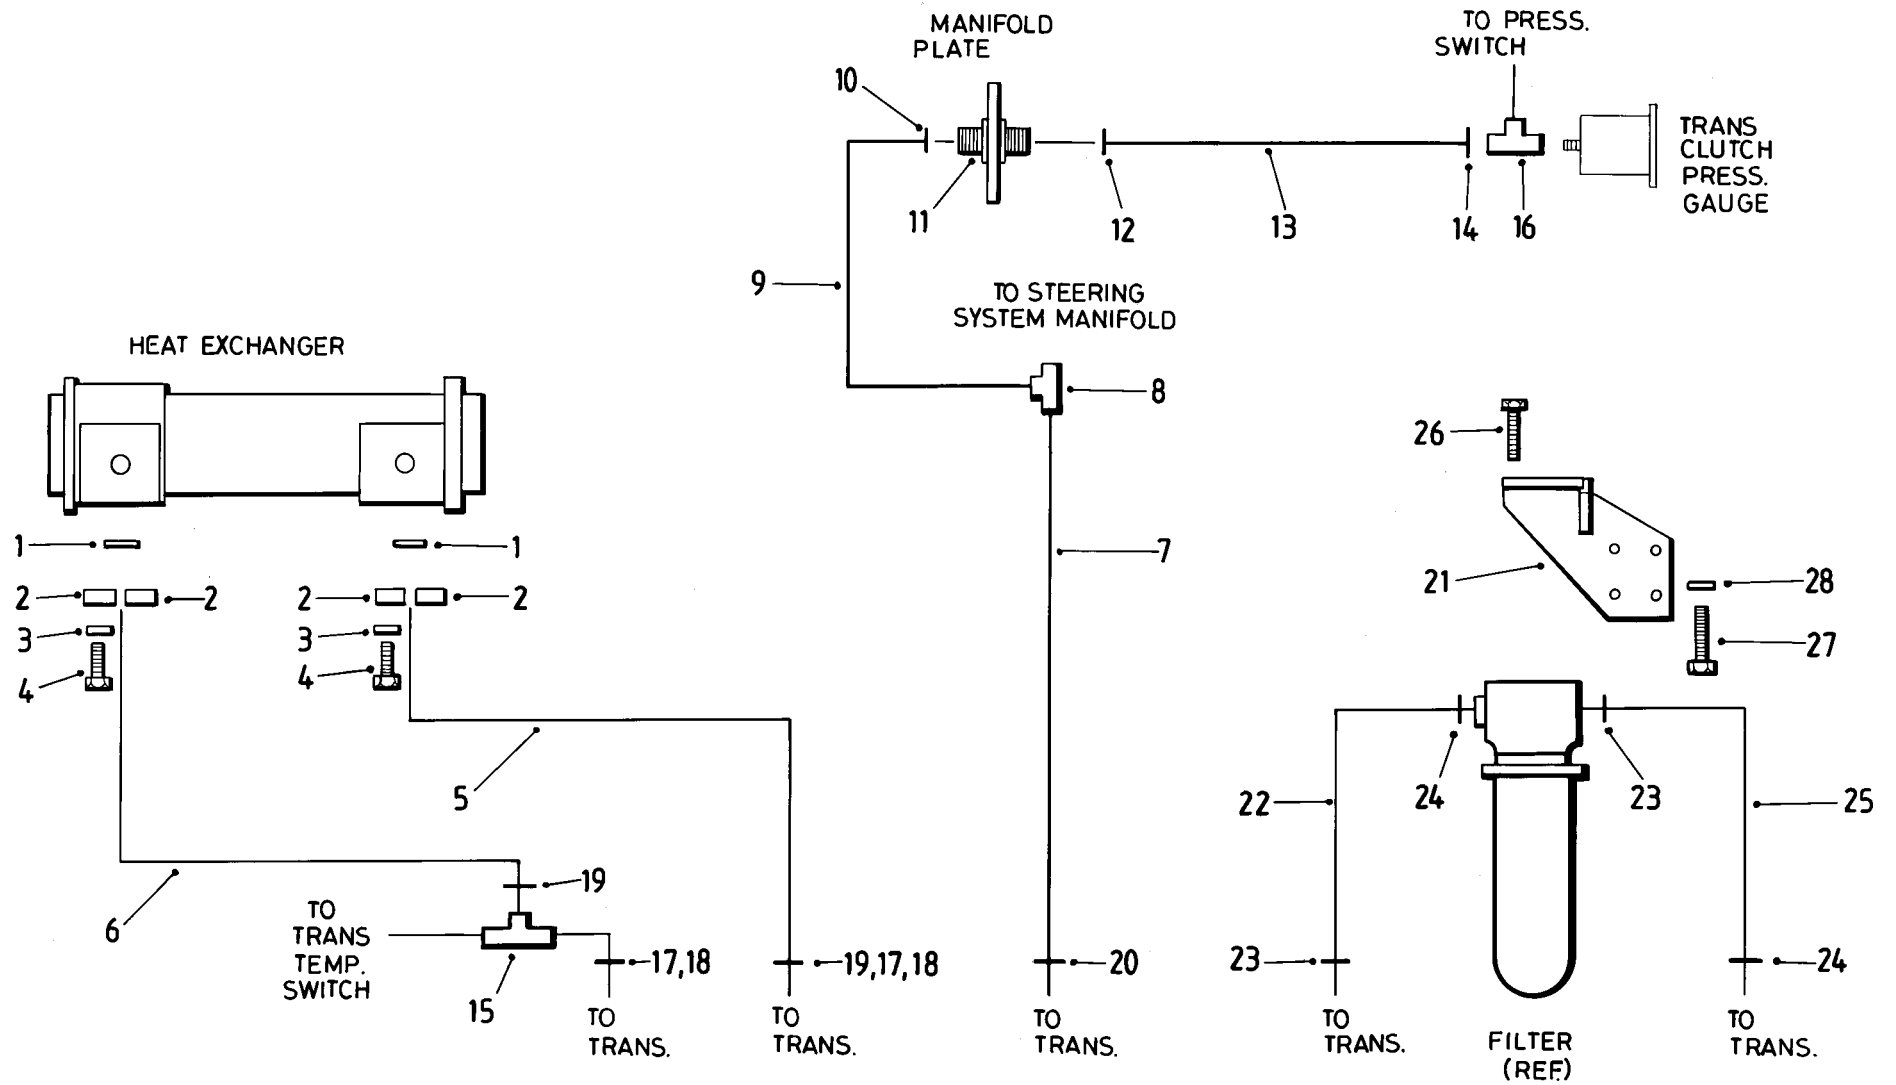 MANIFOLD
PLATE
TO PRESS.
SWITCH
10
TRANS
CLUTCH
PRESS.
GAUGE
11
12
13
14
16
9
TO STEERING
SYSTEM MANIFOLD
HEAT EXCHANGER
8
26
1
1
7
21
28
2
2
2
2
3
3
27
4
4
5
22
24
23
25
19
6
TO
TRANS
TEMP.
SWITCH
17,18
19,17,18
20
23
24
15
TO
TRANS.
TO
TRANS.
TO
TRANS.
TO
TRANS.
FILTER
(REF.)
TO
TRANS.